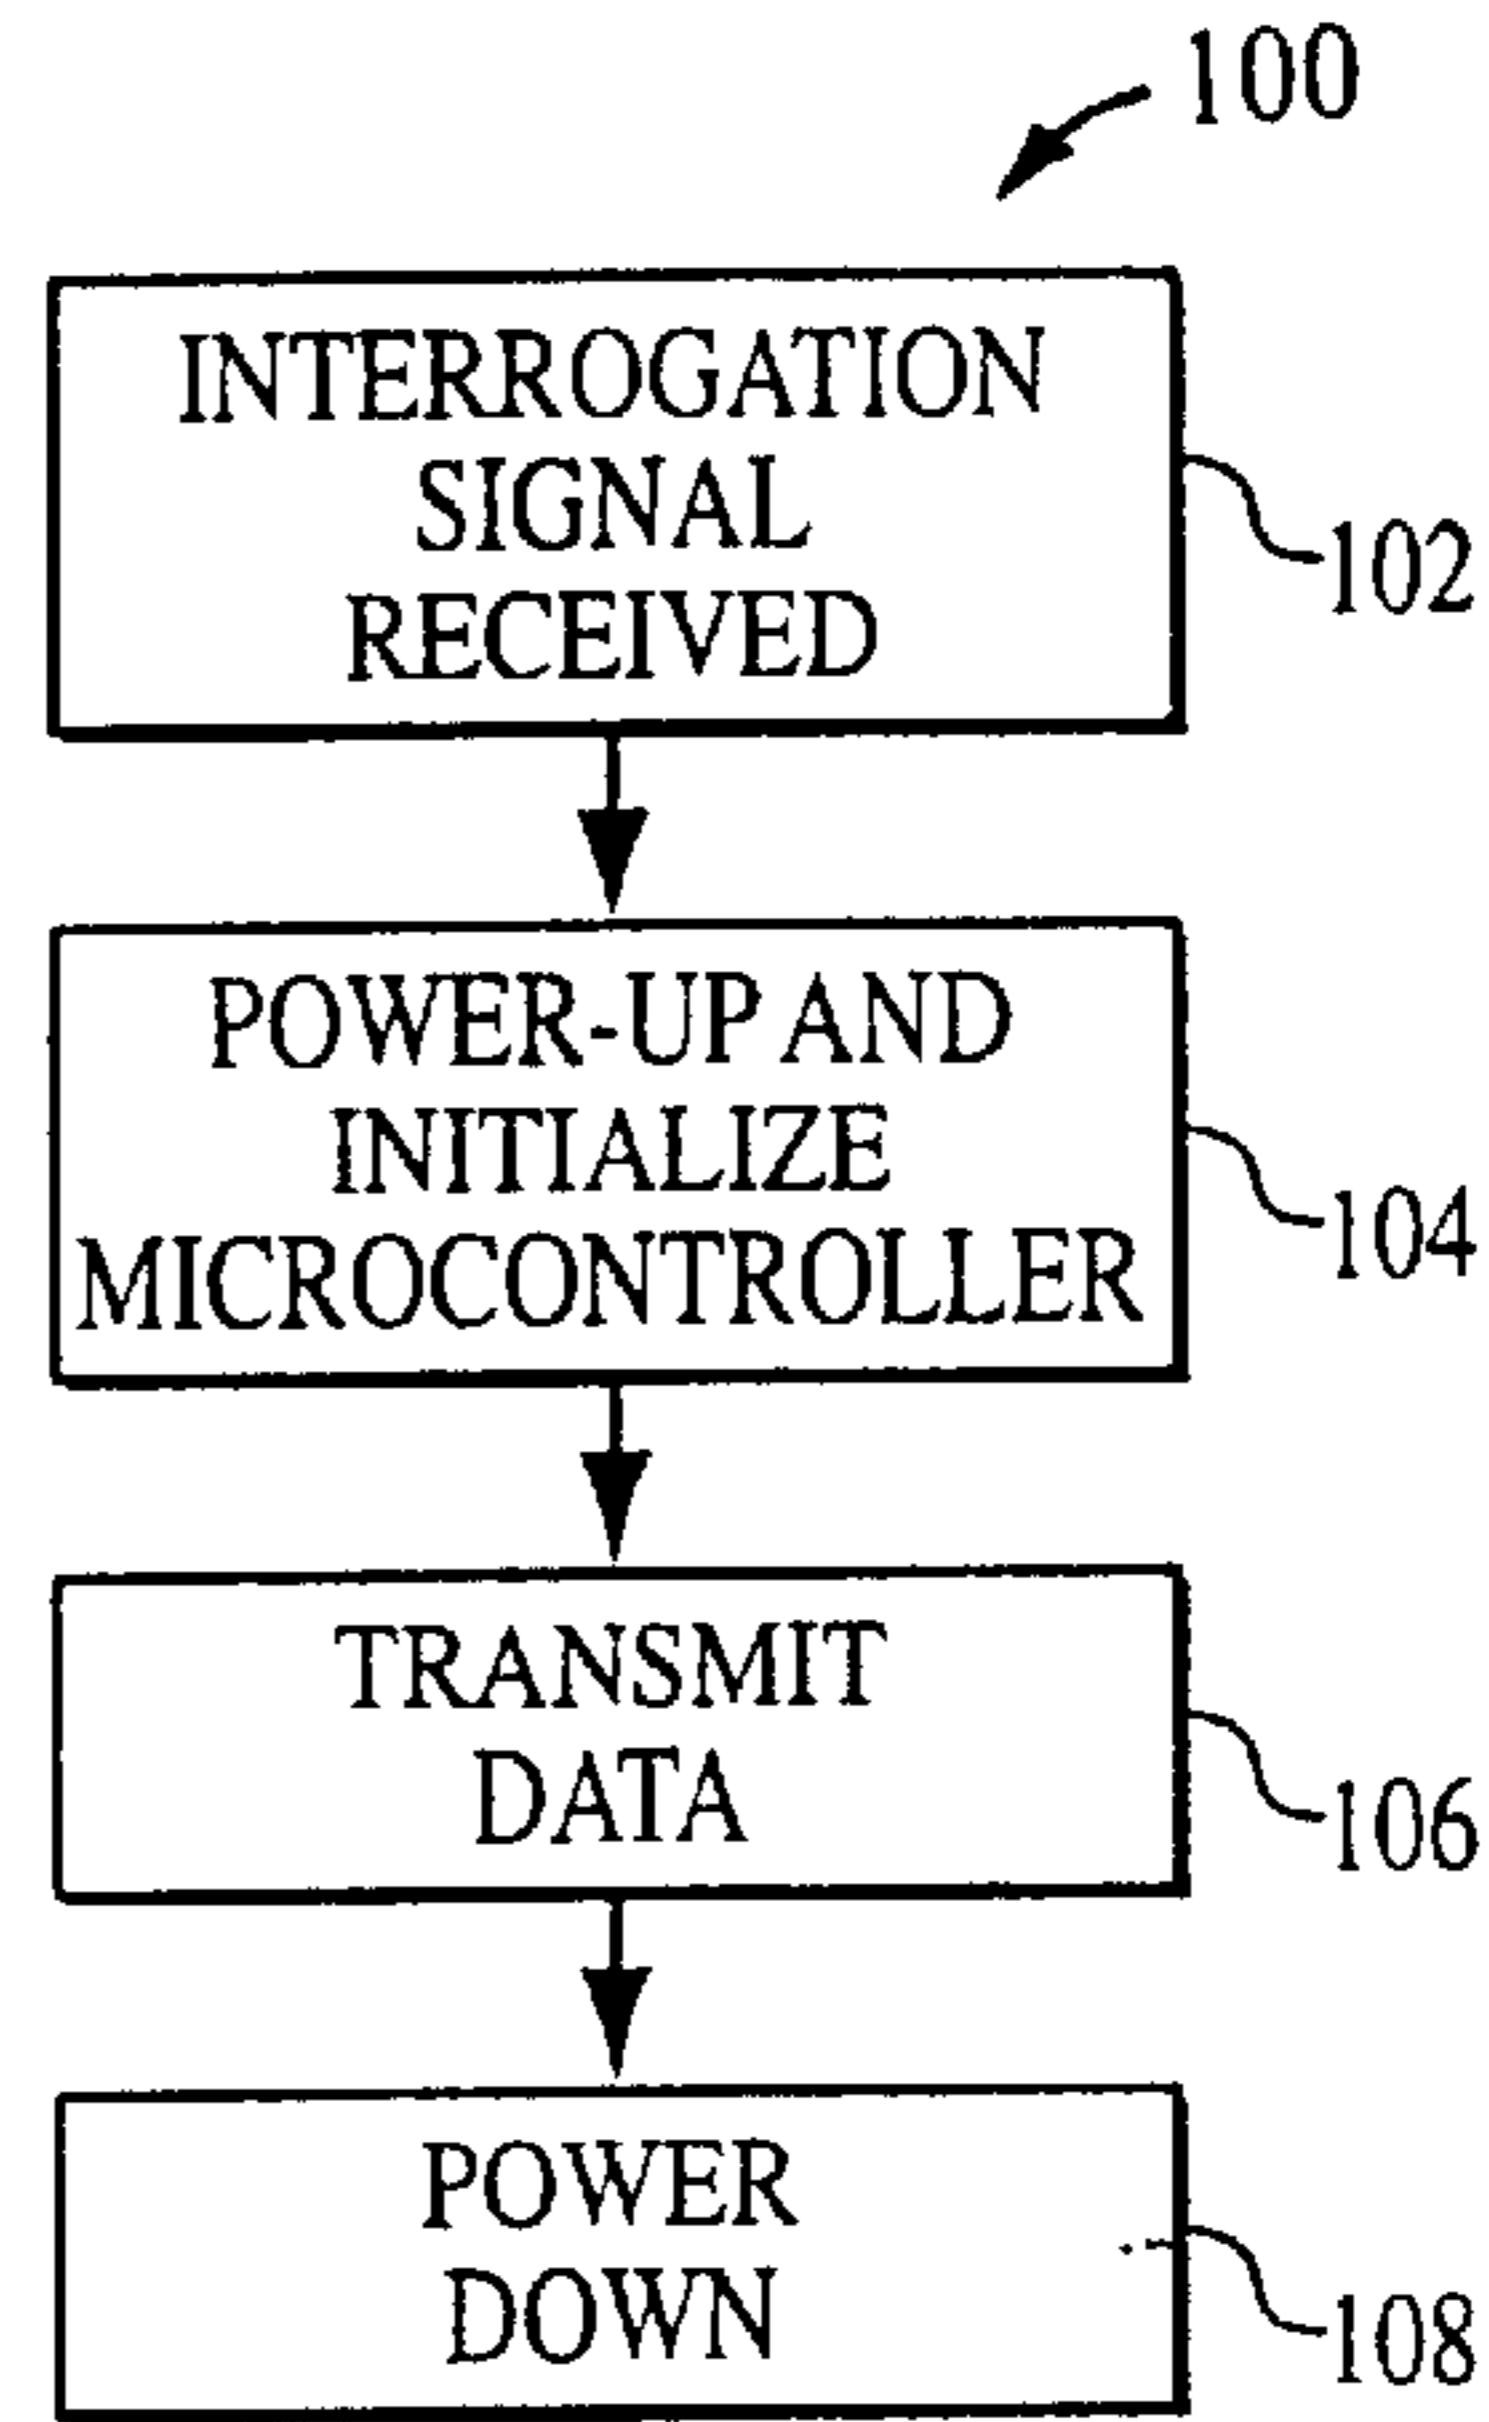 100
INTERROGATION
SIGNAL
RECEIVED
102
POWER-UP AND
INITIALIZE
MICROCONTROLLER
104
TRANSMIT
DATA
106
POWER
DOWN
108